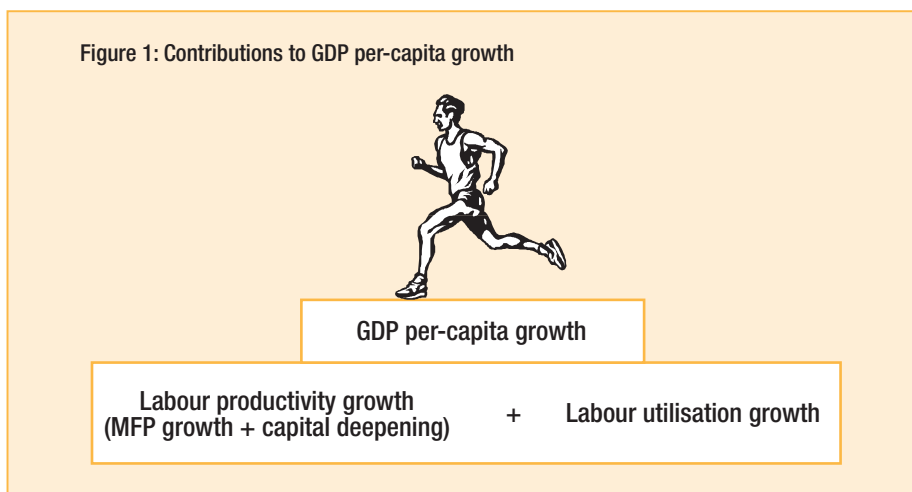 Figure 1: Contributions to GDP per-capita growth
GDP per-capita growth
Labour productivity growth
(MFP growth + capital deepening) + Labour utilisation growth